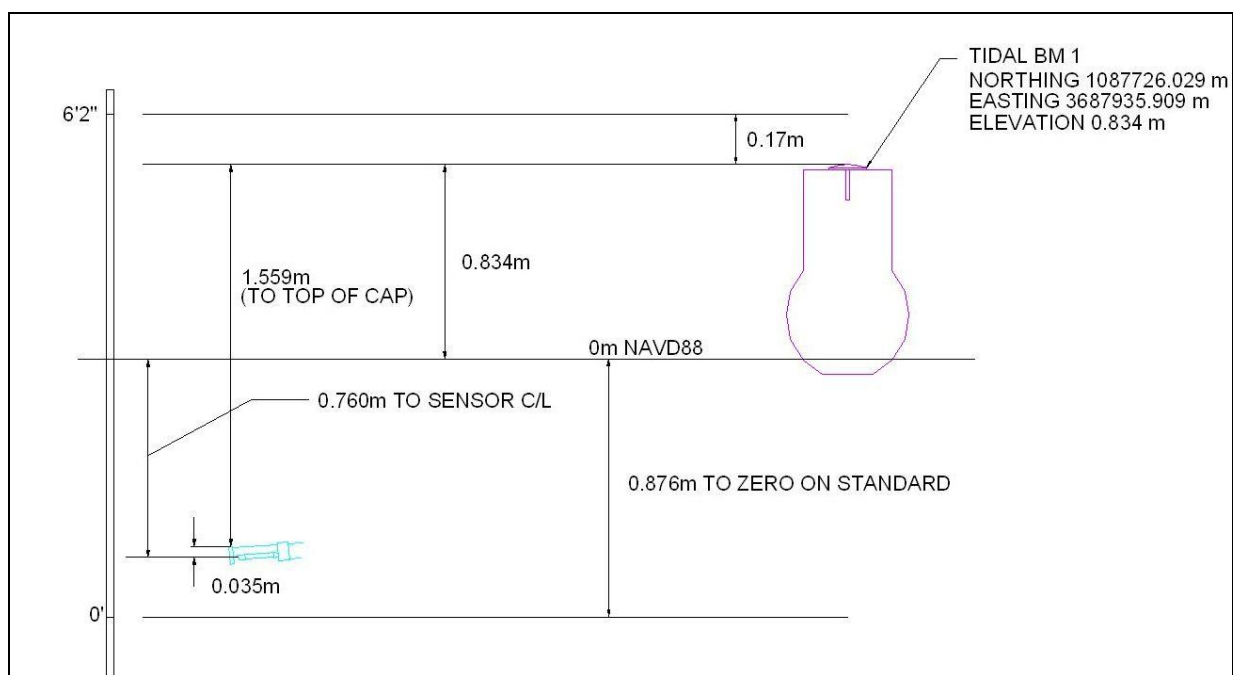 TIDAL BM 1
NORTHING 1087726.029 m
EASTING 3687935.909 m
ELEVATION 0.834 m
6'2"
0.17m
1.559m
(TO TOP OF CAP)
0.834m
0m NAVD88
0.760m TO SENSOR C/L
0.876m TO ZERO ON STANDARD
0.035m
0'